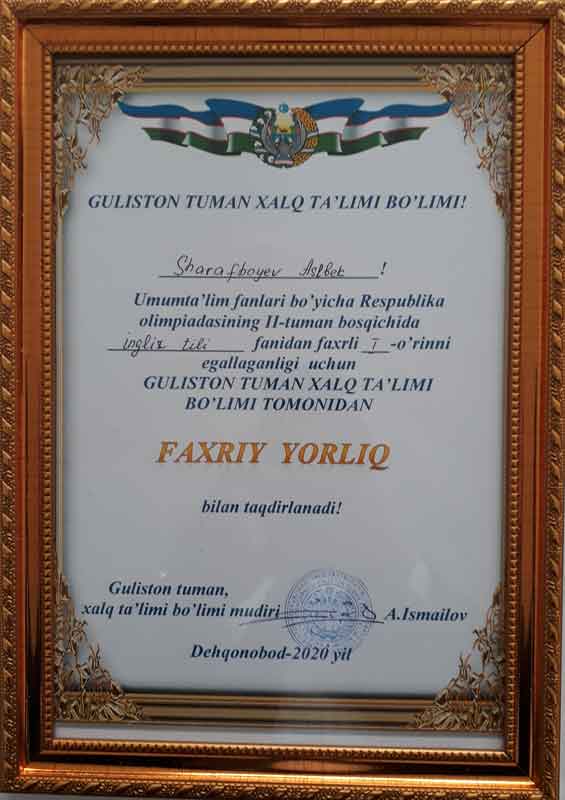 GULISTON TUMAN XALQ TA'LIMI BO'LIMI!
Sharafboyev Aslbek !
Umumta'lim fanlari bo'yicha Respublika
olimpiadasining II-tuman bosqichida
ingliz tili fanidan faxrli I -o'rinni
egallaganligi uchun
GULISTON TUMAN XALQ TA'LIMI
BO'LIMI TOMONIDAN
FAXRIY YORLIQ
bilan taqdirlanadi!
Guliston tuman,
xalq ta'limi bo'limi mudiri A.Ismailov
Dehqonobod-2020 yil